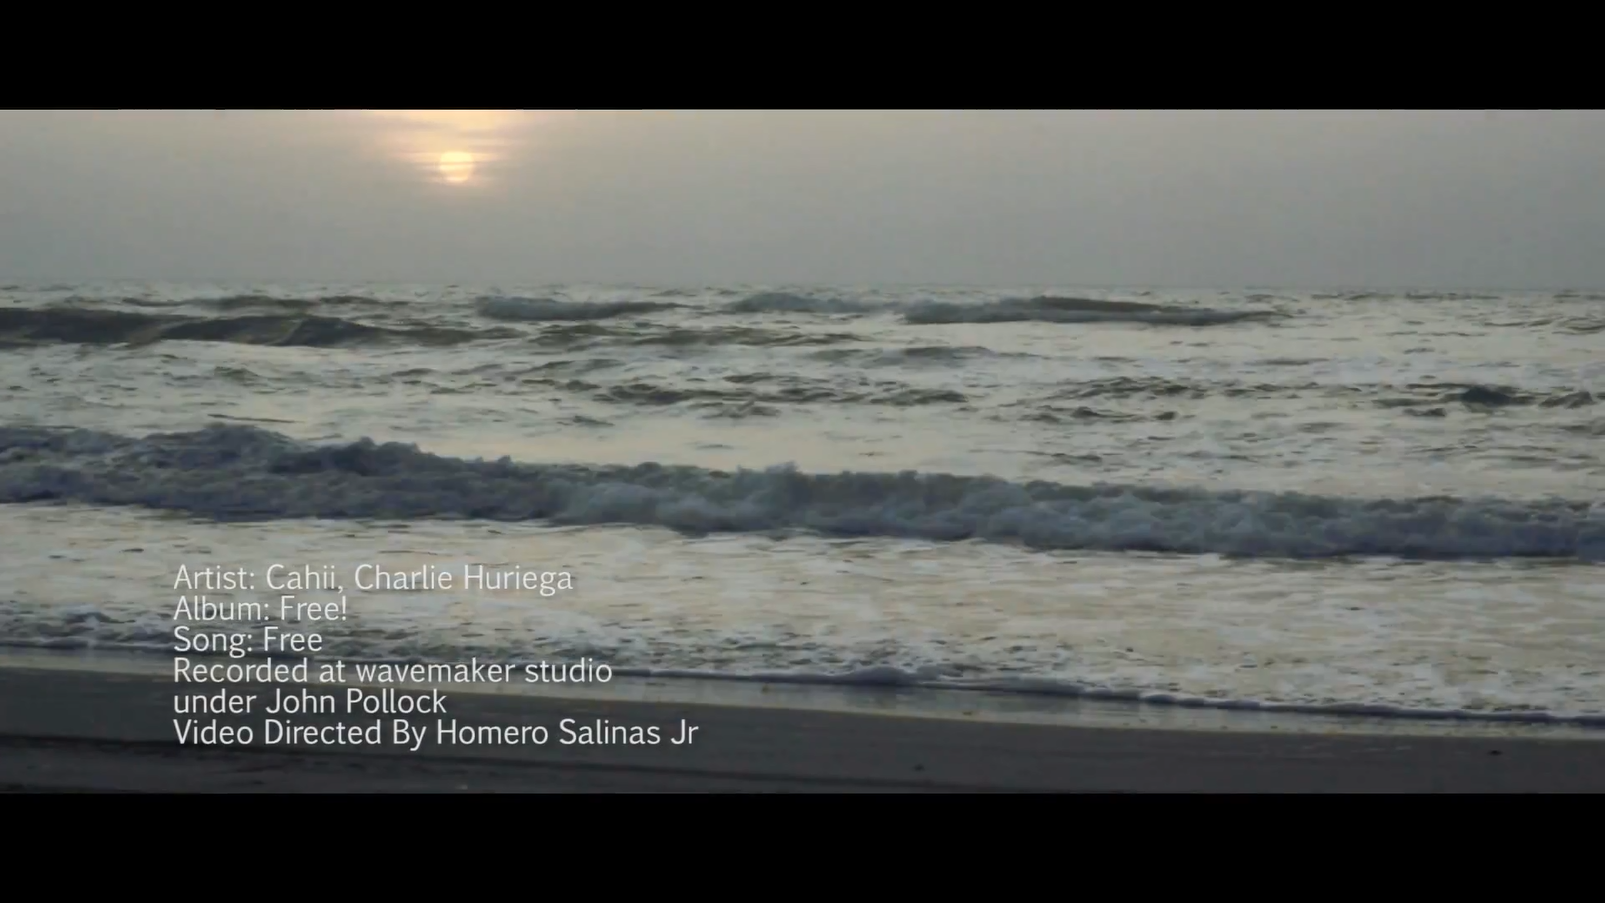 Artist: Cahii, Charlie Huriega
Album: Free!
Song: Free
Recorded at wavemaker studio
under John Pollock
Video Directed By Homero Salinas Jr